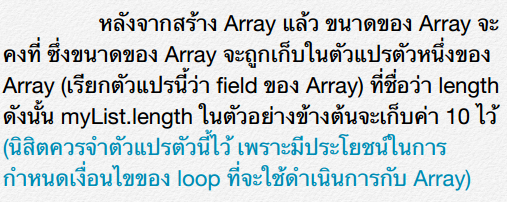 หลังจากสร้าง Array แล้ว ขนาดของ Array จะ
คงที่ ซึ่งขนาดของ Array จะถูกเก็บในตัวแปรตัวหนึ่งของ
Array (เรียกตัวแปรนี้ว่า field ของ Array) ที่ชื่อว่า length
ดังนั้น myList.length ในตัวอย่างข้างต้นจะเก็บค่า 10 ไว้
(นิสิตควรจำตัวแปรตัวนี้ไว้ เพราะมีประโยชน์ในการ
กำหนดเงื่อนไขของ loop ที่จะใช้ดำเนินการกับ Array)